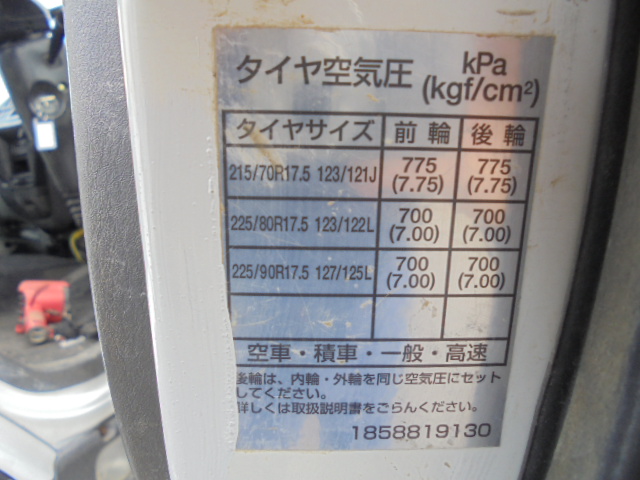 タイヤ空気圧 kPa
(kgf/cm²)
タイヤサイズ 前輪 後輪
215/70R17.5 123/121J 775 (7.75) 775 (7.75)
225/80R17.5 123/122L 700 (7.00) 700 (7.00)
225/90R17.5 127/125L 700 (7.00) 700 (7.00)
空車・積車・一般・高速
後輪は、内輪・外輪を同じ空気圧にセット
してください。
詳しくは取扱説明書をごらんください。
1858819130